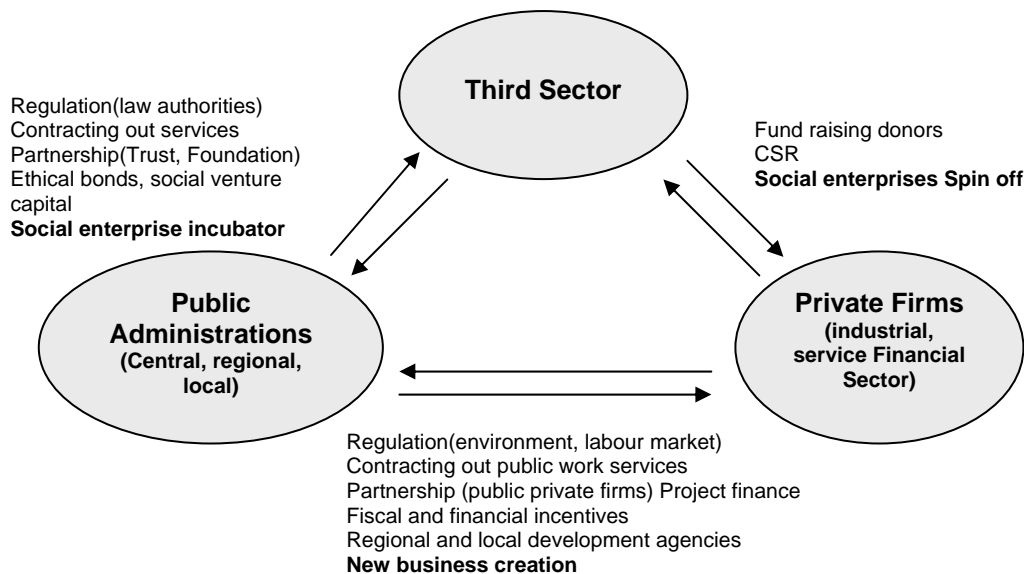 Third Sector
Regulation(law authorities)
Contracting out services
Partnership(Trust, Foundation)
Ethical bonds, social venture
capital
Social enterprise incubator
Fund raising donors
CSR
Social enterprises Spin off
Public
Administrations
(Central, regional,
local)
Private Firms
(industrial,
service Financial
Sector)
Regulation(environment, labour market)
Contracting out public work services
Partnership (public private firms) Project finance
Fiscal and financial incentives
Regional and local development agencies
New business creation